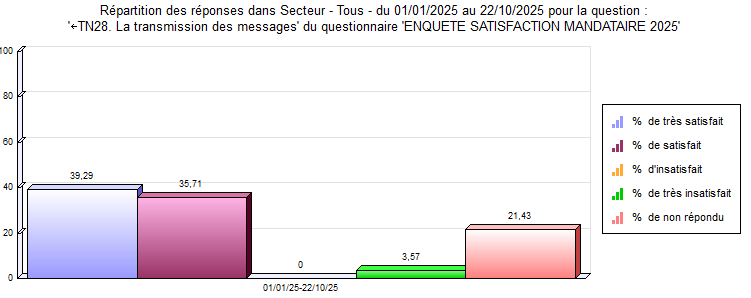 Répartition des réponses dans Secteur - Tous - du 01/01/2025 au 22/10/2025 pour la question :
'←TN28. La transmission des messages' du questionnaire 'ENQUETE SATISFACTION MANDATAIRE 2025'
100
80
60
40
20
0
39,29
35,71
0
3,57
21,43
01/01/25-22/10/25
% de très satisfait
% de satisfait
% d'insatisfait
% de très insatisfait
% de non répondu